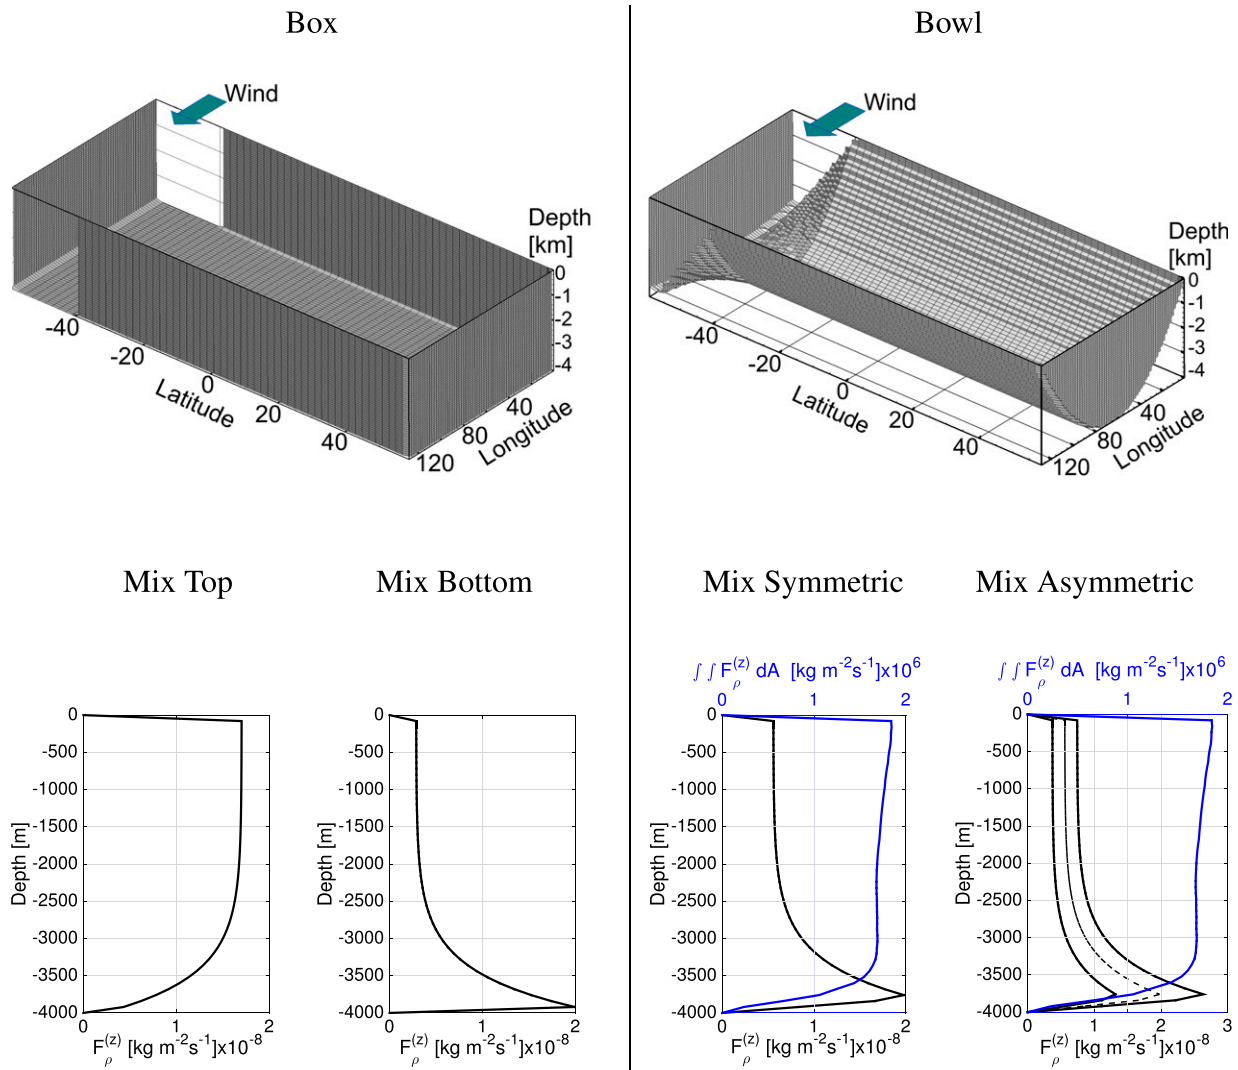 Box
Bowl
Wind
Depth
[km]
0
-1
-2
-3
-4
-40
-20
0
20
40
Latitude
40
80
120
Longitude
Wind
Depth
[km]
0
-1
-2
-3
-4
-40
-20
0
20
40
Latitude
40
80
120
Longitude
Mix Top
Mix Bottom
Mix Symmetric
Mix Asymmetric
0
-500
-1000
-1500
-2000
-2500
-3000
-3500
-4000
Depth [m]
0 1 2
F_ρ^(z) [kg m⁻²s⁻¹]x10⁻⁸
0
-500
-1000
-1500
-2000
-2500
-3000
-3500
-4000
Depth [m]
0 1 2
F_ρ^(z) [kg m⁻²s⁻¹]x10⁻⁸
∫ ∫ F_ρ^(z) dA [kg m⁻²s⁻¹]x10⁶
0 1 2
0
-500
-1000
-1500
-2000
-2500
-3000
-3500
-4000
Depth [m]
0 1 2
F_ρ^(z) [kg m⁻²s⁻¹]x10⁻⁸
∫ ∫ F_ρ^(z) dA [kg m⁻²s⁻¹]x10⁶
0 1 2
0
-500
-1000
-1500
-2000
-2500
-3000
-3500
-4000
Depth [m]
0 1 2 3
F_ρ^(z) [kg m⁻²s⁻¹]x10⁻⁸